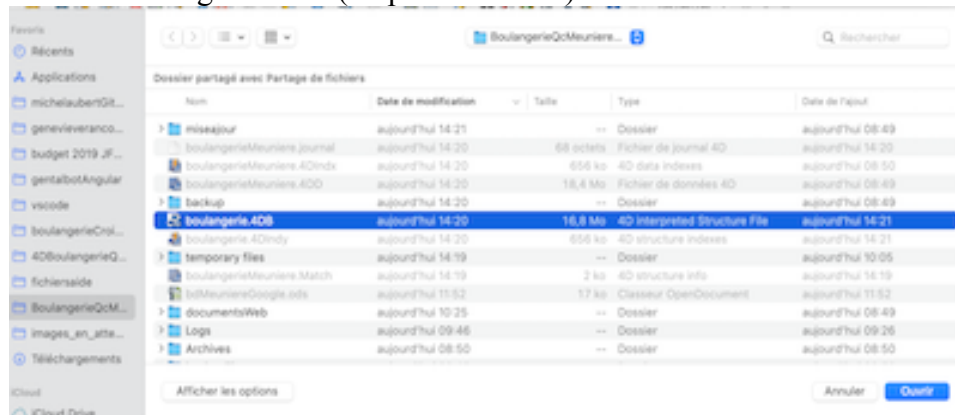 Favoris
Récents
Applications
michelaubertGit...
genevieveranco...
budget 2019 JF...
gentalbotAngular
vscode
boulangerieCroi...
4DBoulangerieQ...
fichiersaide
BoulangerieQcM...
images_en_atte...
Téléchargements
iCloud
iCloud Drive
BoulangerieQcMeuniere...
Rechercher
Dossier partagé avec Partage de fichiers
Nom Date de modification Taille Type Date de l'ajout
miseajour aujourd'hui 14:21 -- Dossier aujourd'hui 08:49
boulangerieMeuniere.journal aujourd'hui 14:20 68 octets Fichier de journal 4D
boulangerieMeuniere.4DIndx aujourd'hui 14:20 656 ko 4D data indexes aujourd'hui 08:50
boulangerieMeuniere.4DD aujourd'hui 14:20 18,4 Mo Fichier de données 4D aujourd'hui 08:49
backup aujourd'hui 14:20 -- Dossier aujourd'hui 08:49
boulangerie.4DB aujourd'hui 14:20 16,8 Mo 4D interpreted Structure File aujourd'hui 14:21
boulangerie.4DIndy aujourd'hui 14:20 656 ko 4D structure indexes aujourd'hui 14:21
temporary files aujourd'hui 14:19 -- Dossier aujourd'hui 10:05
boulangerieMeuniere.Match aujourd'hui 14:19 2 ko 4D structure info aujourd'hui 14:19
bdMeuniereGoogle.ods aujourd'hui 11:52 17 ko Classeur OpenDocument aujourd'hui 11:52
documentsWeb aujourd'hui 10:25 -- Dossier aujourd'hui 08:49
Logs aujourd'hui 09:46 -- Dossier aujourd'hui 09:26
Archives aujourd'hui 08:50 -- Dossier aujourd'hui 08:50
Afficher les options Annuler Ouvrir